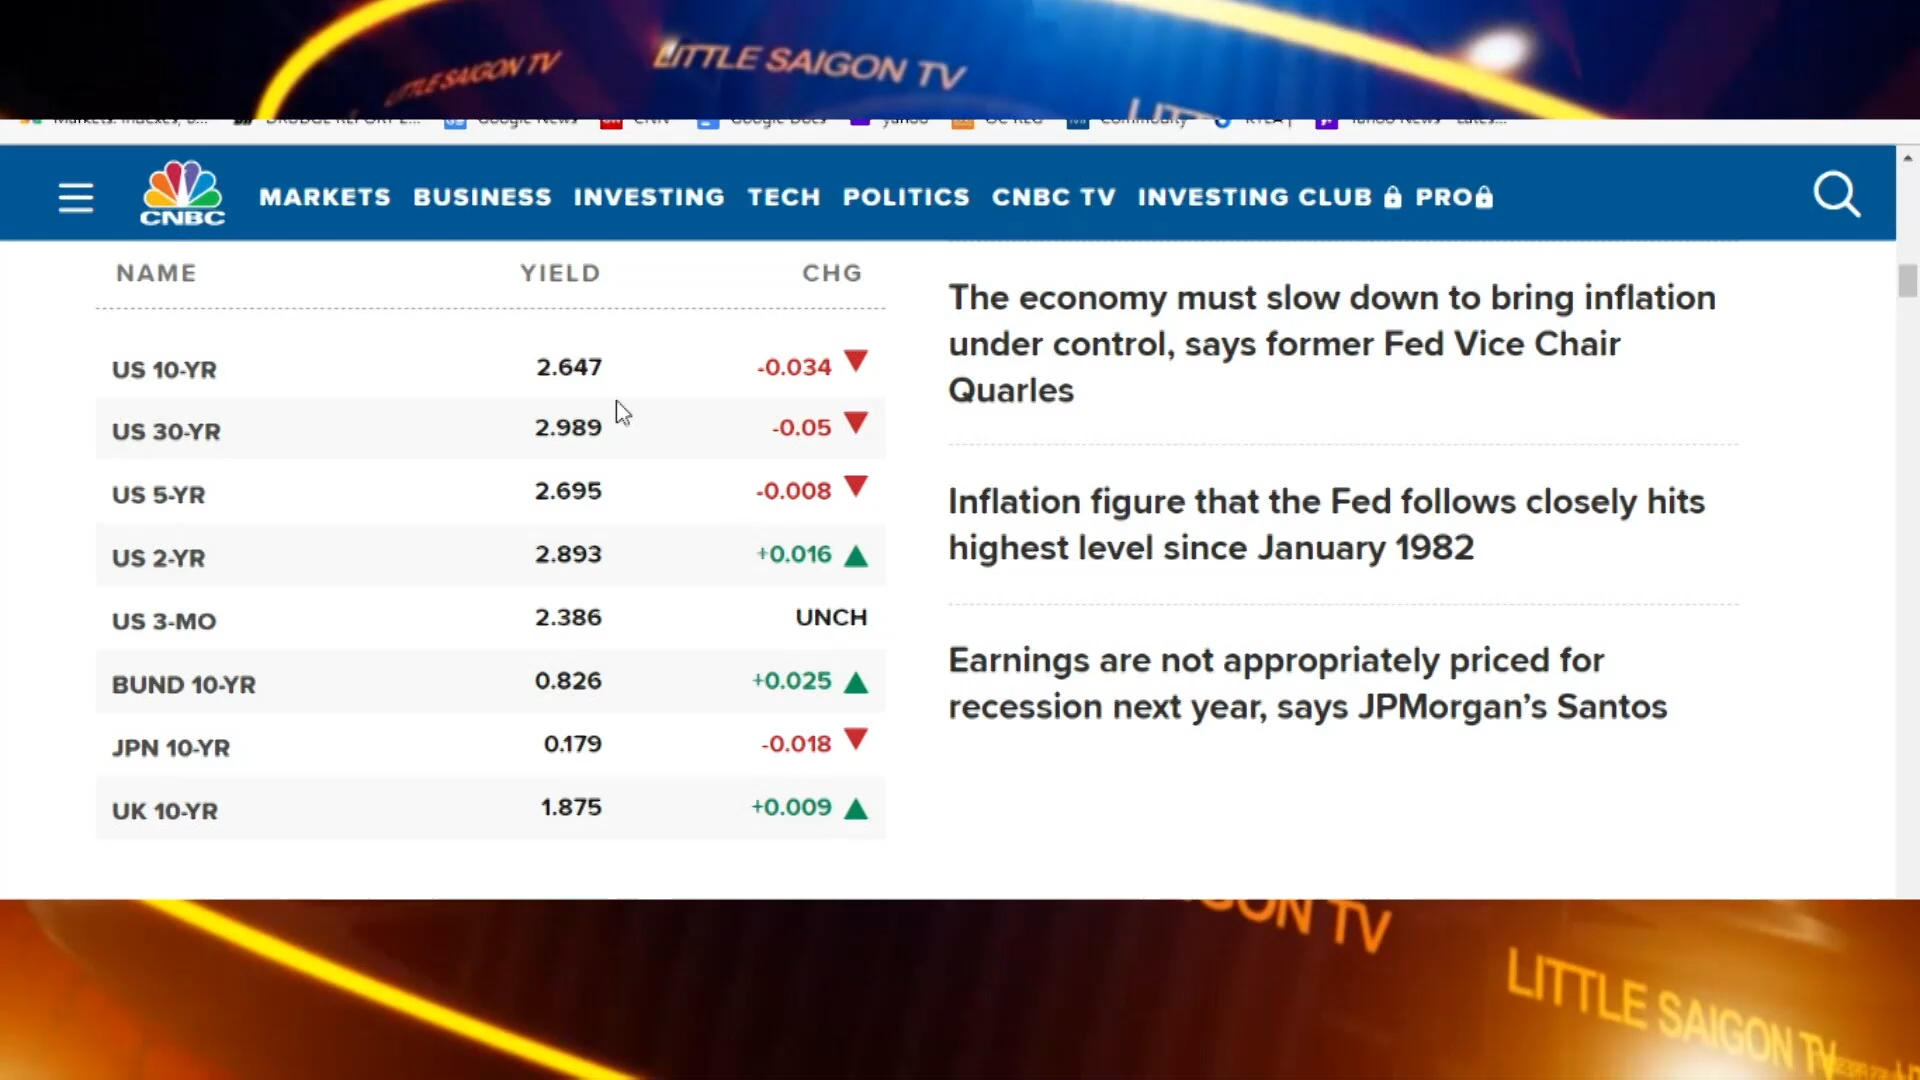 LITTLE SAIGON TV
LITTLE SAIGON TV
MARKETS BUSINESS INVESTING TECH POLITICS CNBC TV INVESTING CLUB PRO
CNBC
NAME YIELD CHG
US 10-YR 2.647 -0.034
US 30-YR 2.989 -0.05
US 5-YR 2.695 -0.008
US 2-YR 2.893 +0.016
US 3-MO 2.386 UNCH
BUND 10-YR 0.826 +0.025
JPN 10-YR 0.179 -0.018
UK 10-YR 1.875 +0.009
The economy must slow down to bring inflation
under control, says former Fed Vice Chair
Quarles
Inflation figure that the Fed follows closely hits
highest level since January 1982
Earnings are not appropriately priced for
recession next year, says JPMorgan’s Santos
TV
LITTLE SAIGON TV